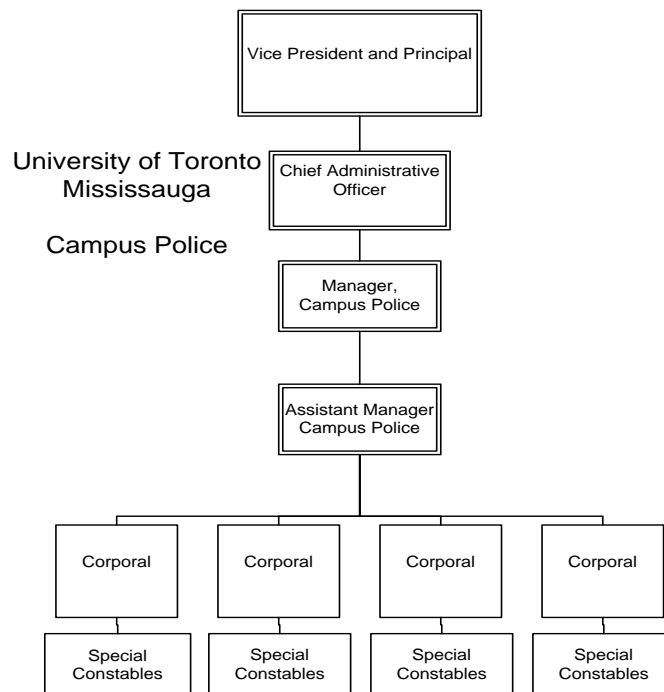 Vice President and Principal
University of Toronto
Mississauga
Campus Police
Chief Administrative
Officer
Manager,
Campus Police
Assistant Manager
Campus Police
Corporal
Corporal
Corporal
Corporal
Special
Constables
Special
Constables
Special
Constables
Special
Constables